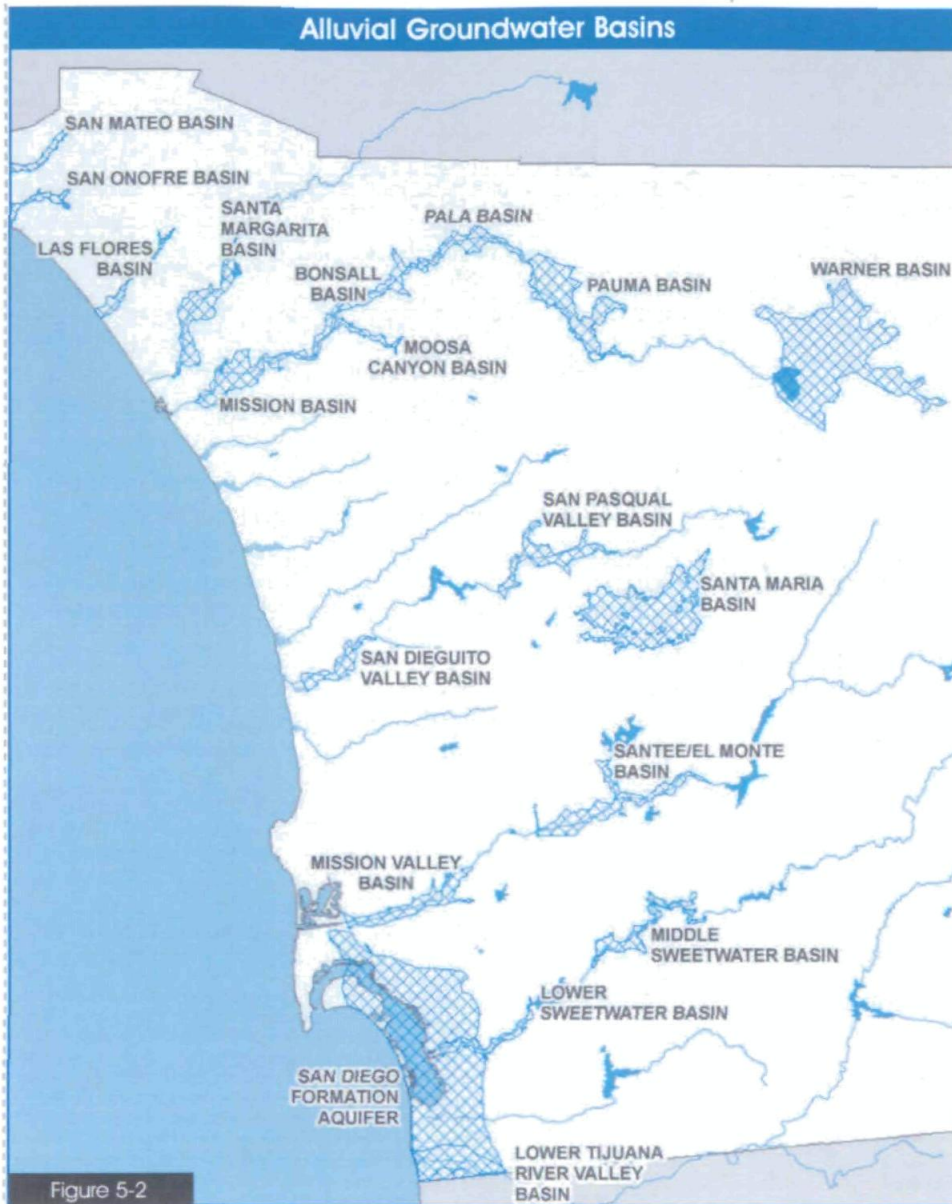 Alluvial Groundwater Basins
SAN MATEO BASIN
SAN ONOFRE BASIN
SANTA
MARGARITA
BASIN
LAS FLORES
BASIN
PALA BASIN
BONSALL
BASIN
PAUMA BASIN
WARNER BASIN
MOOSA
CANYON BASIN
MISSION BASIN
SAN PASQUAL
VALLEY BASIN
SANTA MARIA
BASIN
SAN DIEGUITO
VALLEY BASIN
SANTEE/EL MONTE
BASIN
MISSION VALLEY
BASIN
MIDDLE
SWEETWATER BASIN
LOWER
SWEETWATER BASIN
SAN DIEGO
FORMATION
AQUIFER
LOWER TIJUANA
RIVER VALLEY
BASIN
Figure 5-2